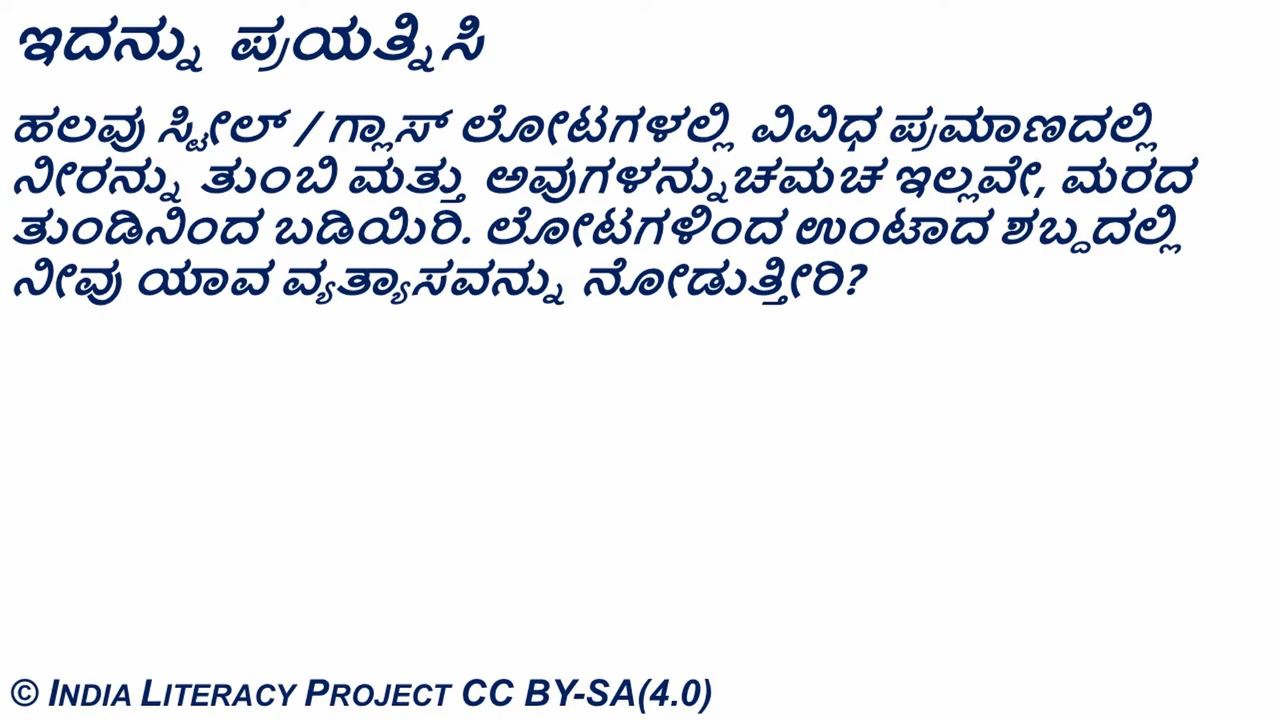 ಇದನ್ನು ಪ್ರಯತ್ನಿಸಿ
ಹಲವು ಸ್ಟೀಲ್ / ಗ್ಲಾಸ್ ಲೋಟಗಳಲ್ಲಿ ವಿವಿಧ ಪ್ರಮಾಣದಲ್ಲಿ
ನೀರನ್ನು ತುಂಬಿ ಮತ್ತು ಅವುಗಳನ್ನುಚಮಚ ಇಲ್ಲವೇ, ಮರದ
ತುಂಡಿನಿಂದ ಬಡಿಯಿರಿ. ಲೋಟಗಳಿಂದ ಉಂಟಾದ ಶಬ್ದದಲ್ಲಿ
ನೀವು ಯಾವ ವ್ಯತ್ಯಾಸವನ್ನು ನೋಡುತ್ತೀರಿ?
© INDIA LITERACY PROJECT CC BY-SA(4.0)